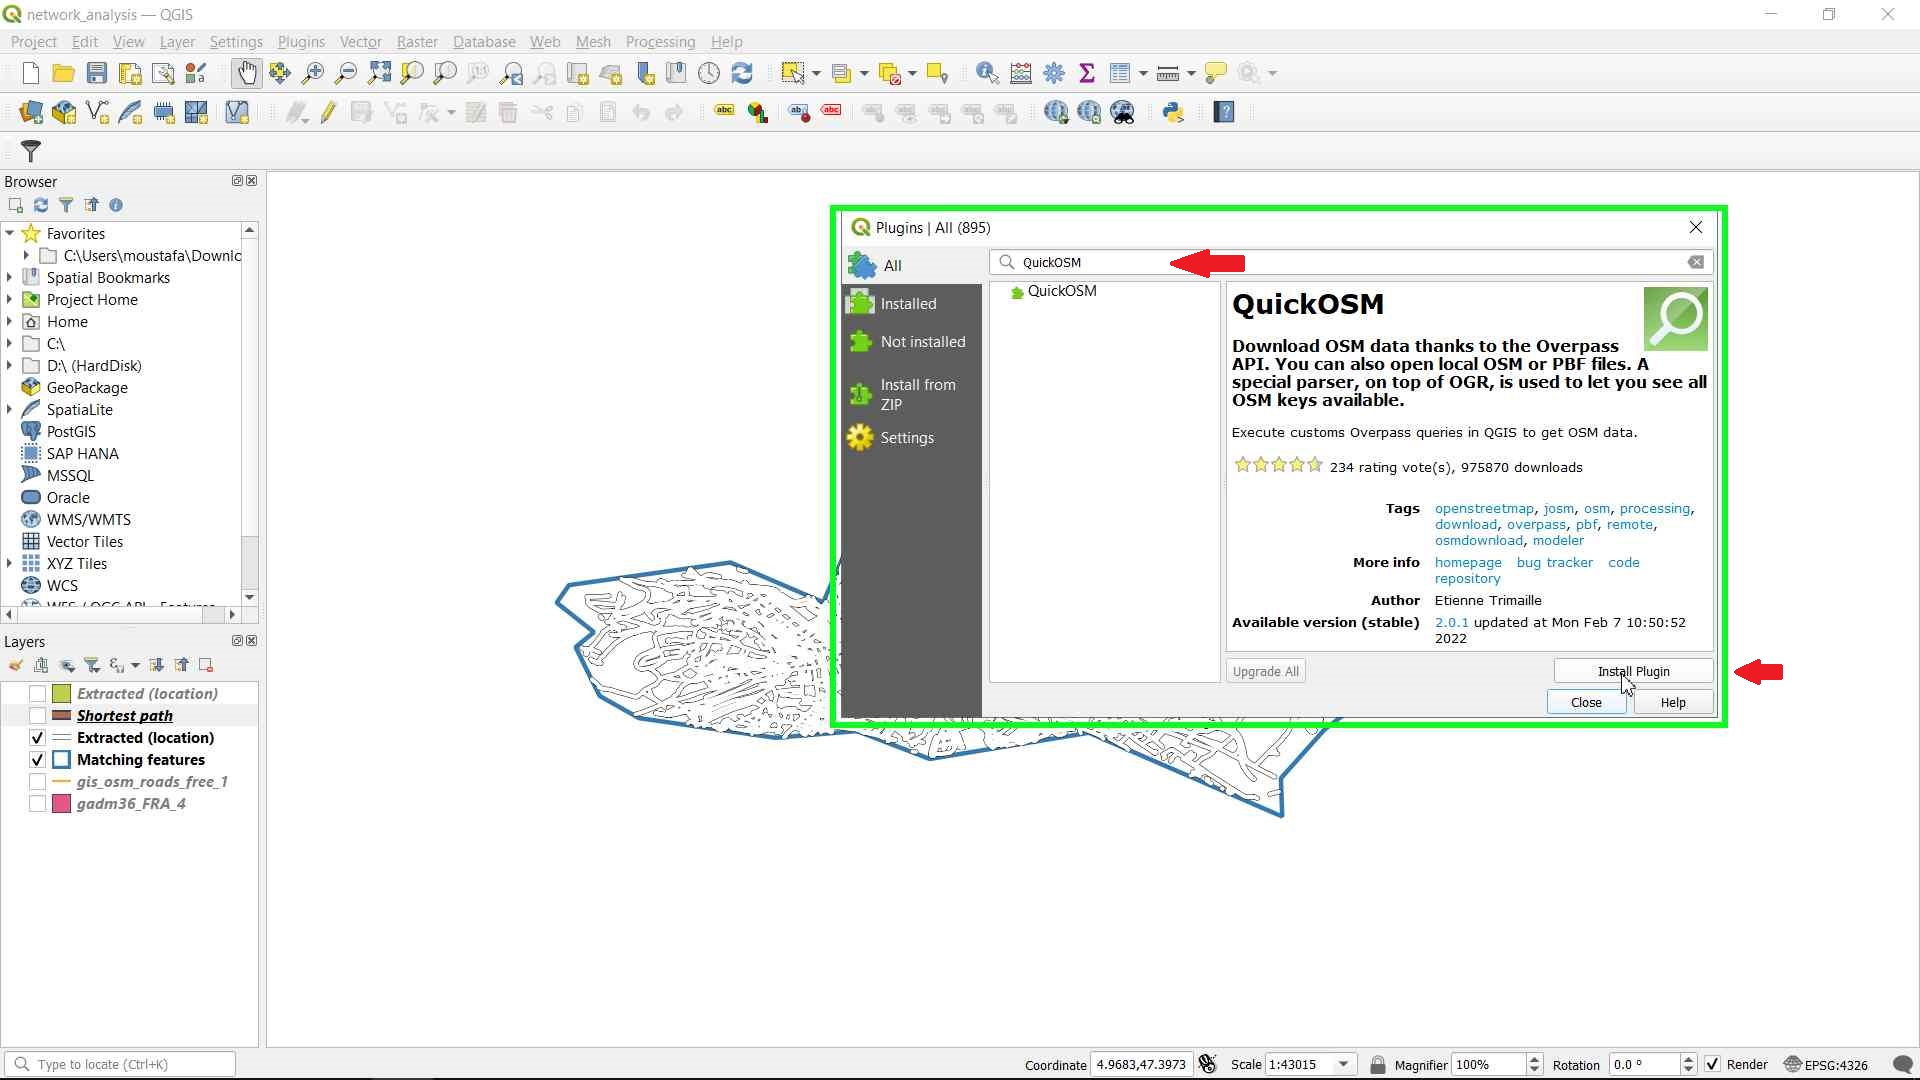 network_analysis — QGIS
Project Edit View Layer Settings Plugins Vector Raster Database Web Mesh Processing Help
abc
abc
abc
Browser
Favorites
C:\Users\moustafa\Downlc
Spatial Bookmarks
Project Home
Home
C:\
D:\ (HardDisk)
GeoPackage
SpatiaLite
PostGIS
SAP HANA
MSSQL
Oracle
WMS/WMTS
Vector Tiles
XYZ Tiles
WCS
Layers
Extracted (location)
Shortest path
Extracted (location)
Matching features
gis_osm_roads_free_1
gadm36_FRA_4
Plugins | All (895)
All
Installed
Not installed
Install from
ZIP
Settings
QuickOSM
QuickOSM
QuickOSM
Download OSM data thanks to the Overpass
API. You can also open local OSM or PBF files. A
special parser, on top of OGR, is used to let you see all
OSM keys available.
Execute customs Overpass queries in QGIS to get OSM data.
234 rating vote(s), 975870 downloads
Tags openstreetmap, josm, osm, processing,
download, overpass, pbf, remote,
osmdownload, modeler
More info homepage bug tracker code
repository
Author Etienne Trimaille
Available version (stable) 2.0.1 updated at Mon Feb 7 10:50:52
2022
Upgrade All Install Plugin
Close Help
Type to locate (Ctrl+K) Coordinate 4.9683,47.3973 Scale 1:43015 Magnifier 100% Rotation 0.0 ° Render EPSG:4326